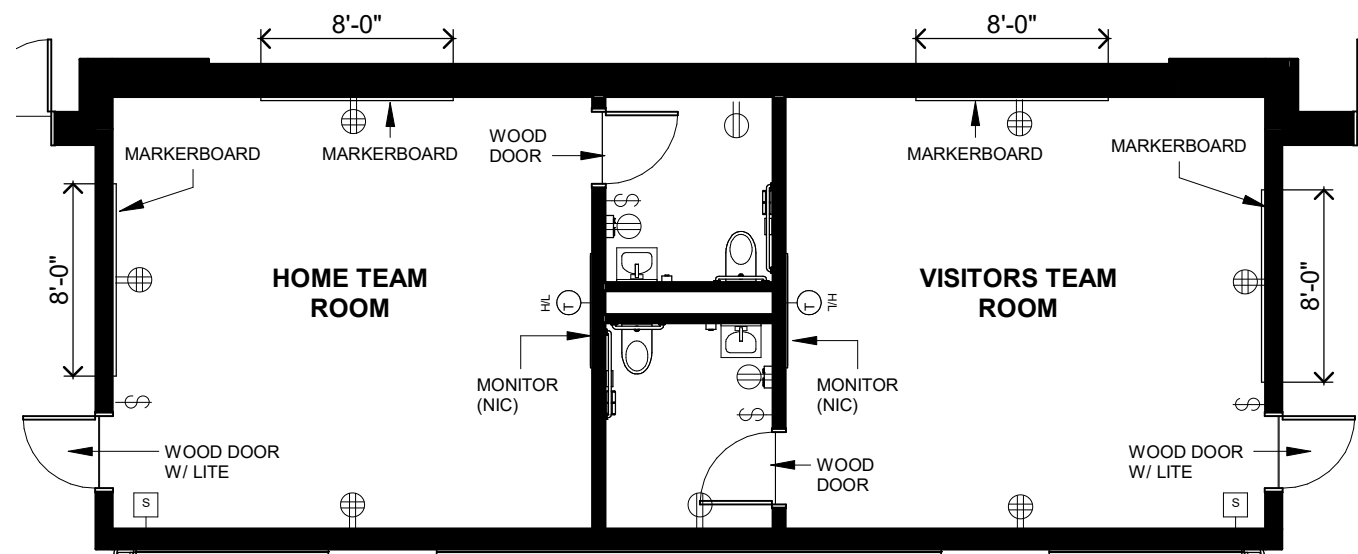 8'-0"
8'-0"
MARKERBOARD
MARKERBOARD
WOOD
DOOR
MARKERBOARD
MARKERBOARD
8'-0"
HOME TEAM
ROOM
VISITORS TEAM
ROOM
8'-0"
H/L
T
T
H/L
MONITOR
(NIC)
MONITOR
(NIC)
S
S
S
S
WOOD DOOR
W/ LITE
WOOD
DOOR
WOOD DOOR
W/ LITE
S
S